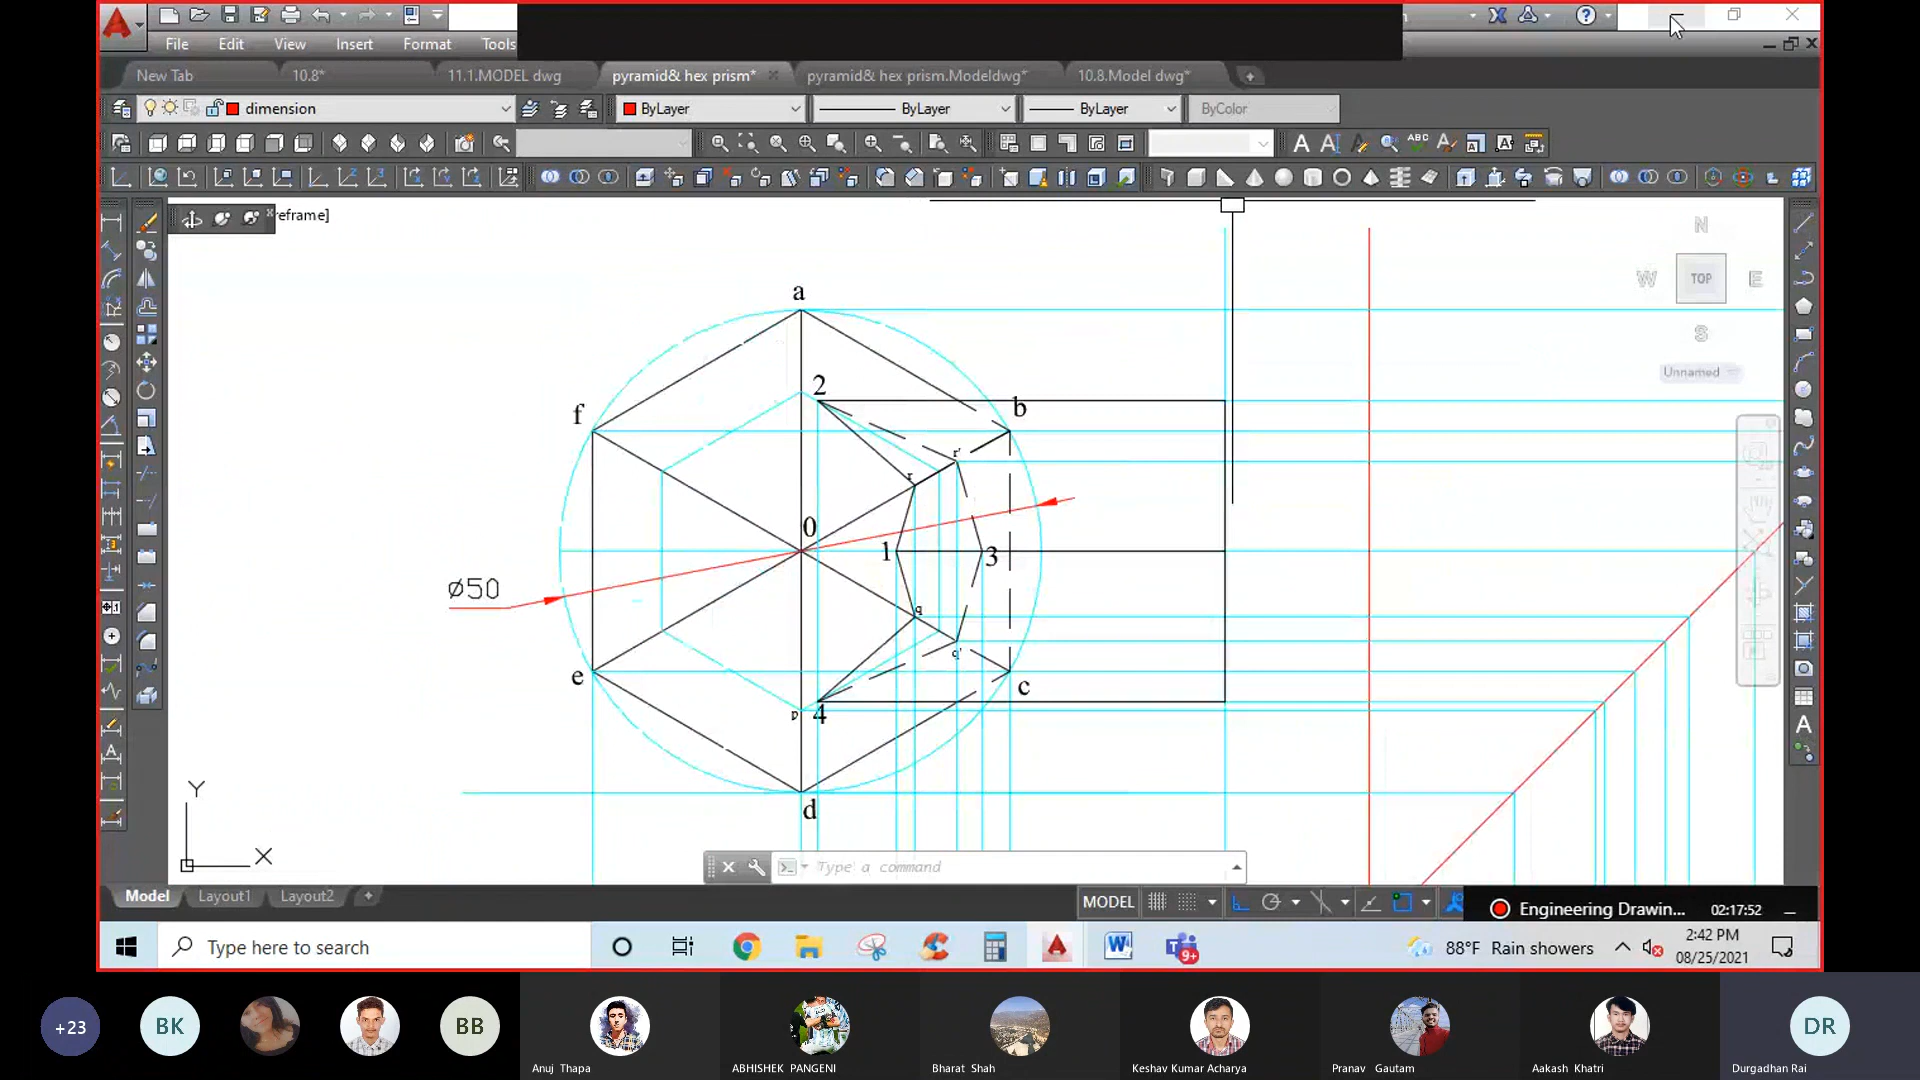 File Edit View Insert Format Tools
New Tab 10.8* 11.1.MODEL dwg pyramid& hex prism* pyramid& hex prism.Modeldwg* 10.8.Model dwg*
dimension ByLayer ByLayer ByLayer ByColor
reframe]
N
W TOP E
S
Unnamed
a
2
f
b
r'
r
0
1
3
ø50
q
q'
e
c
p 4
d
Y
X
Type a command
Model Layout1 Layout2 + MODEL
Engineering Drawin... 02:17:52
Type here to search
9+
88°F Rain showers
2:42 PM
08/25/2021
+23 BK BB DR
Anuj Thapa ABHISHEK PANGENI Bharat Shah Keshav Kumar Acharya Pranav Gautam Aakash Khatri Durgadhan Rai